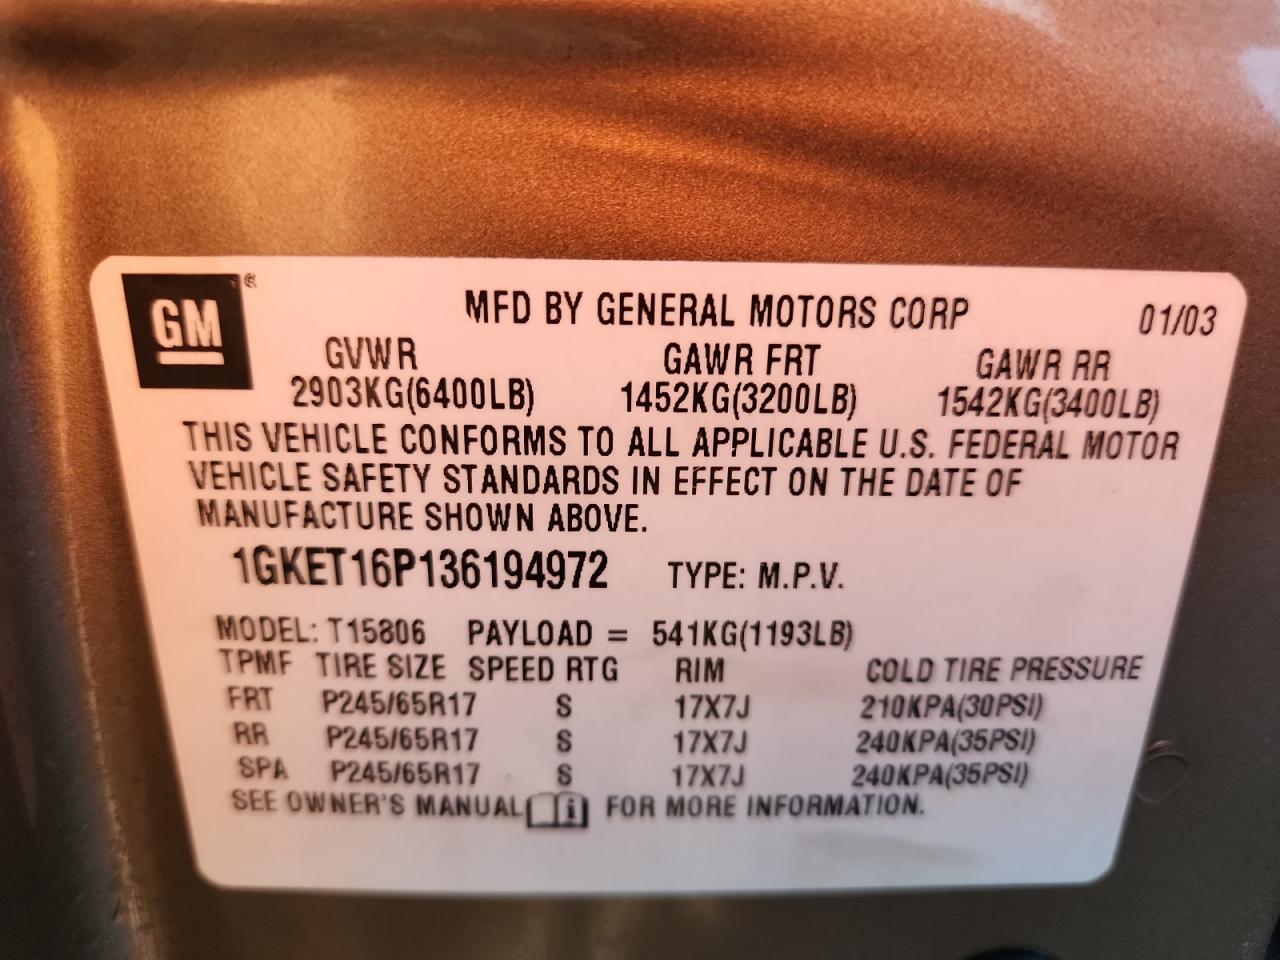 GM ®
MFD BY GENERAL MOTORS CORP 01/03
GVWR GAWR FRT GAWR RR
2903KG(6400LB) 1452KG(3200LB) 1542KG(3400LB)
THIS VEHICLE CONFORMS TO ALL APPLICABLE U.S. FEDERAL MOTOR
VEHICLE SAFETY STANDARDS IN EFFECT ON THE DATE OF
MANUFACTURE SHOWN ABOVE.
1GKET16P136194972 TYPE: M.P.V.
MODEL: T15806 PAYLOAD = 541KG(1193LB)
TPMF TIRE SIZE SPEED RTG RIM COLD TIRE PRESSURE
FRT P245/65R17 S 17X7J 210KPA(30PSI)
RR P245/65R17 S 17X7J 240KPA(35PSI)
SPA P245/65R17 S 17X7J 240KPA(35PSI)
SEE OWNER'S MANUAL i FOR MORE INFORMATION.